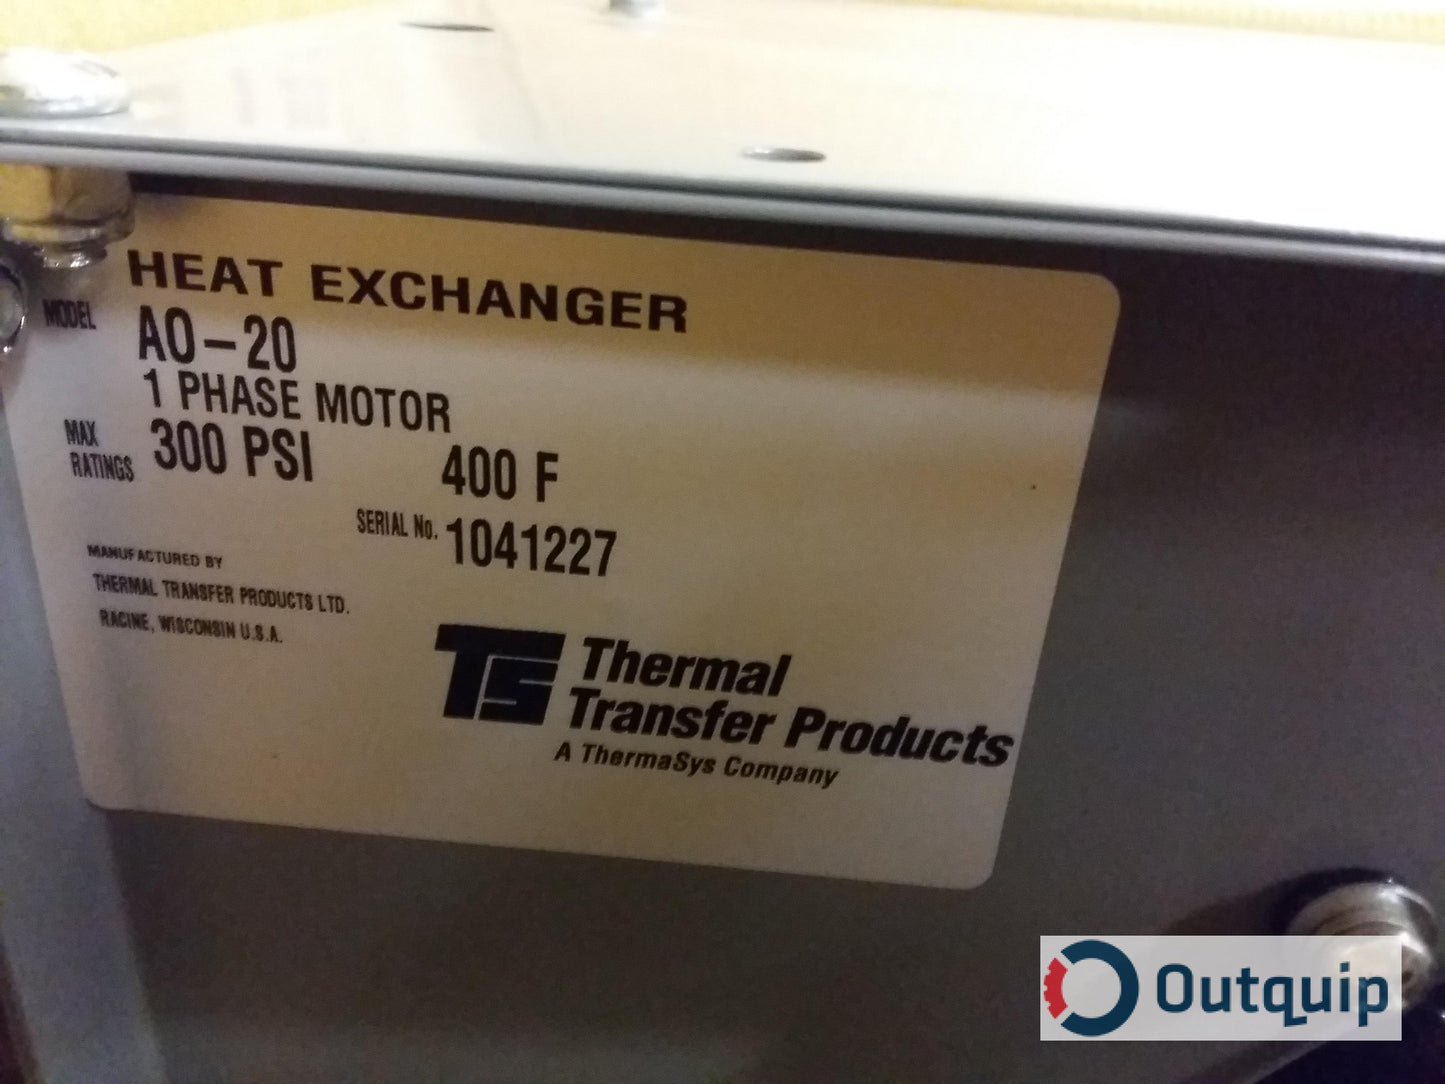 HEAT EXCHANGER
MODEL
AO-20
1 PHASE MOTOR
MAX RATINGS 300 PSI 400 F
SERIAL No. 1041227
MANUFACTURED BY
THERMAL TRANSFER PRODUCTS LTD.
RACINE, WISCONSIN U.S.A.
TTS Thermal
Transfer Products
A ThermaSys Company
Outquip